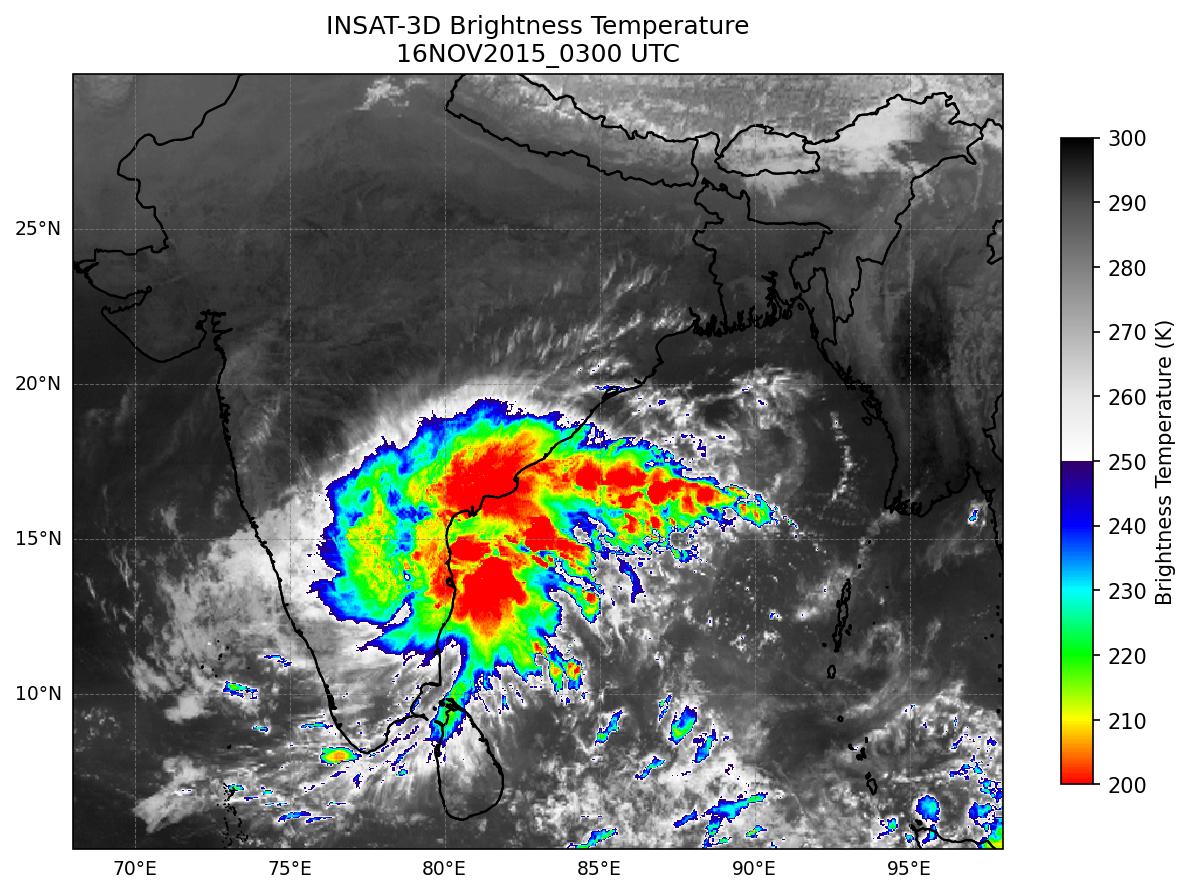 INSAT-3D Brightness Temperature
16NOV2015_0300 UTC
25°N
20°N
15°N
10°N
70°E
75°E
80°E
85°E
90°E
95°E
300
290
280
270
260
250
240
230
220
210
200
Brightness Temperature (K)